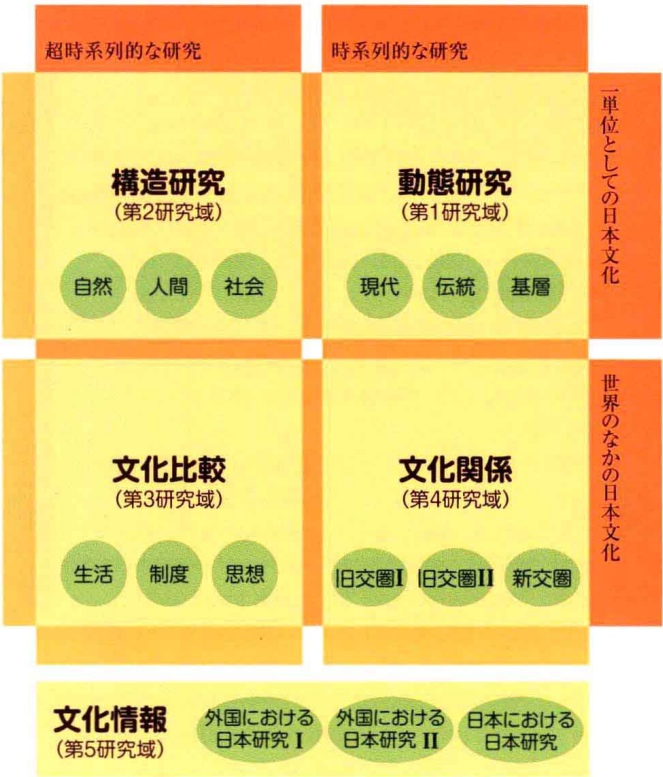 超時系列的な研究
時系列的な研究
一単位としての日本文化
構造研究
(第2研究域)
自然 人間 社会
動態研究
(第1研究域)
現代 伝統 基層
世界のなかの日本文化
文化比較
(第3研究域)
生活 制度 思想
文化関係
(第4研究域)
旧交圏I 旧交圏II 新交圏
文化情報
(第5研究域)
外国における
日本研究 I
外国における
日本研究 II
日本における
日本研究